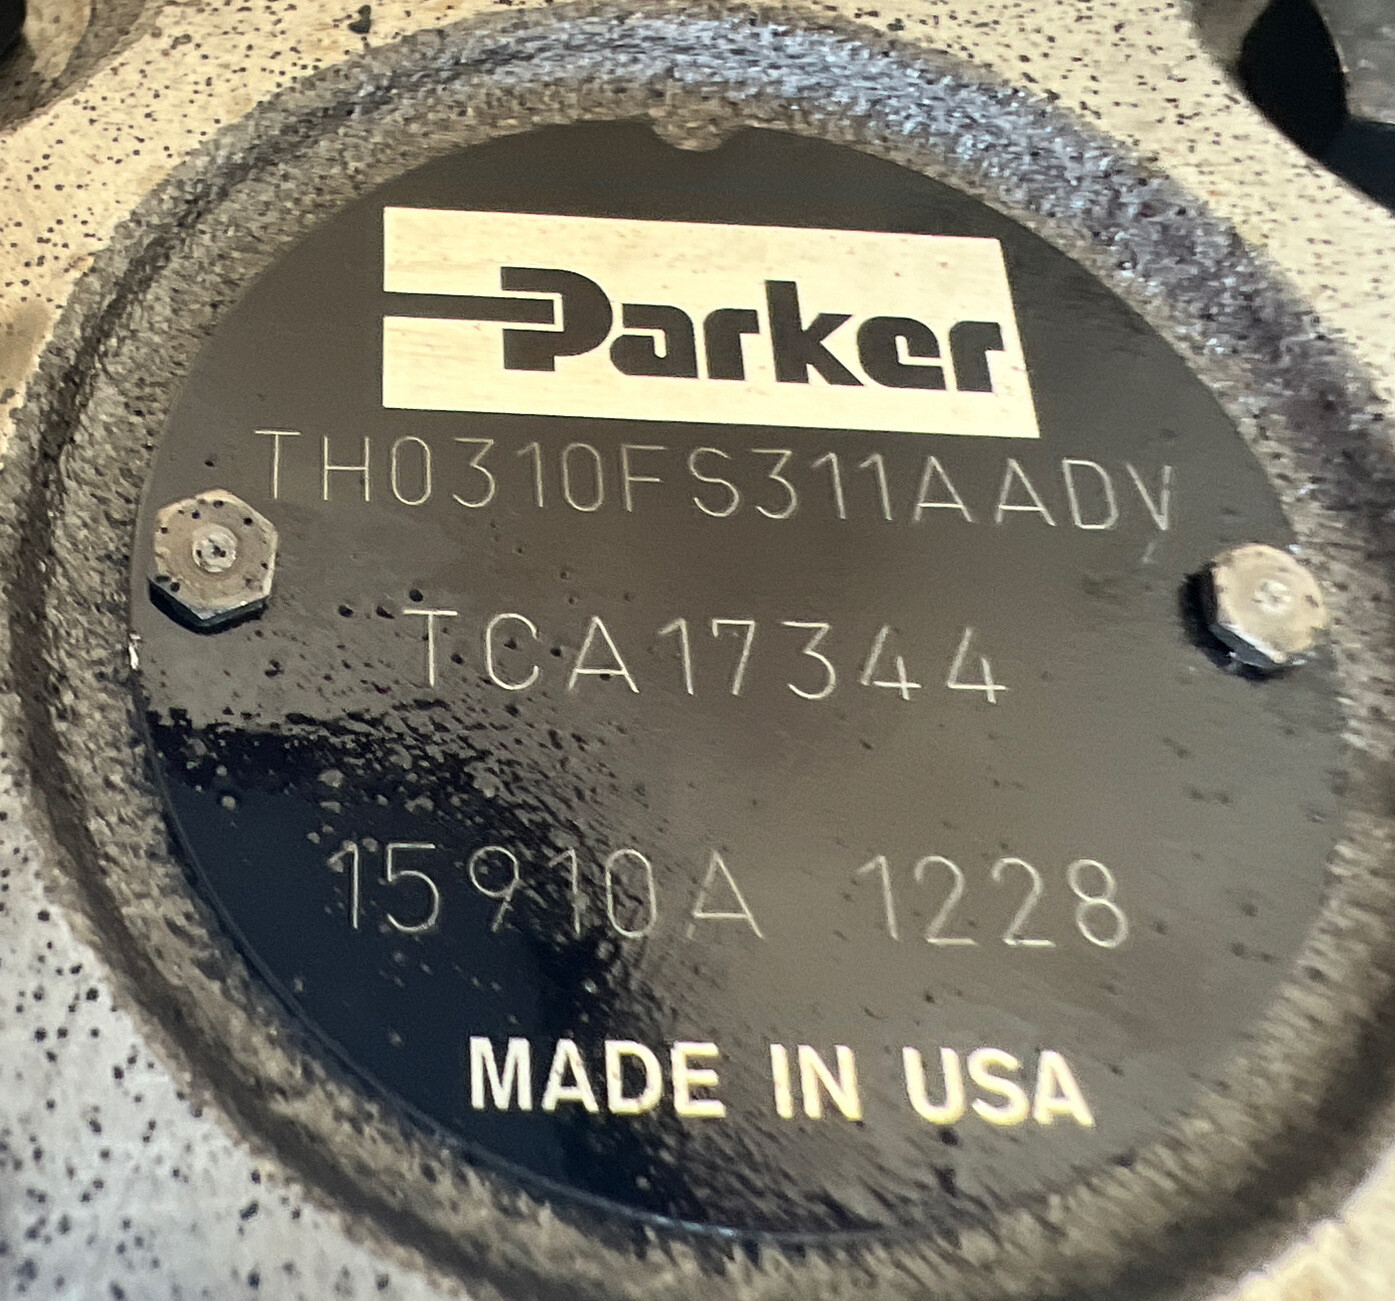 Parker
TH0310FS311AADV
TCA17344
15910A 1228
MADE IN USA